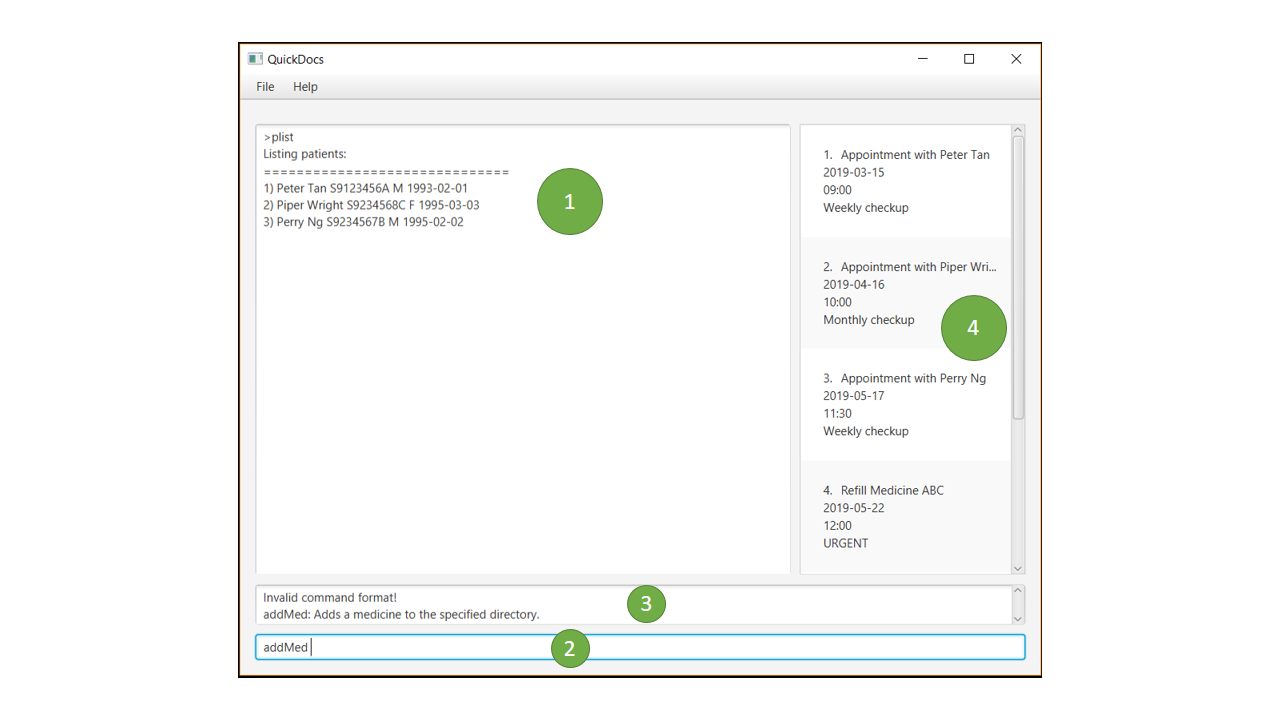 QuickDocs
File Help
>plist
Listing patients:
==============================
1) Peter Tan S9123456A M 1993-02-01
2) Piper Wright S9234568C F 1995-03-03
3) Perry Ng S9234567B M 1995-02-02
1
1. Appointment with Peter Tan
2019-03-15
09:00
Weekly checkup
2. Appointment with Piper Wri...
2019-04-16
10:00
Monthly checkup
4
3. Appointment with Perry Ng
2019-05-17
11:30
Weekly checkup
4. Refill Medicine ABC
2019-05-22
12:00
URGENT
Invalid command format!
addMed: Adds a medicine to the specified directory.
3
addMed
2